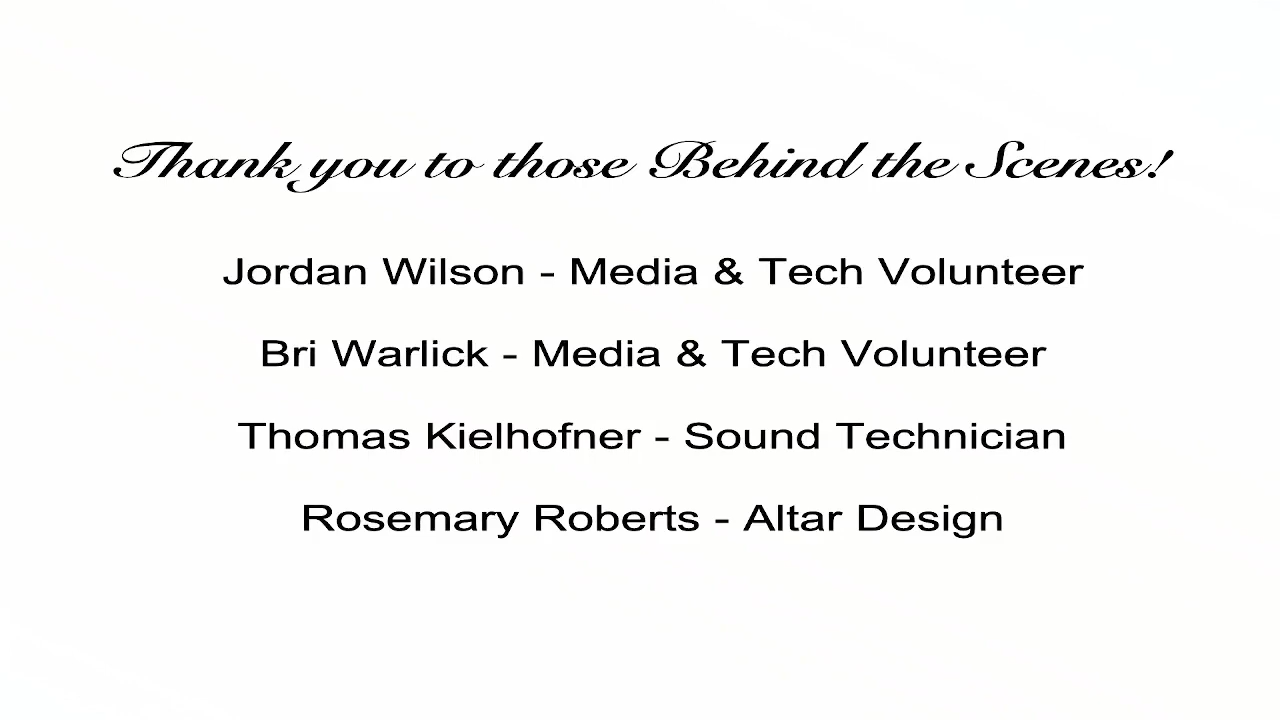 Thank you to those Behind the Scenes!
Jordan Wilson - Media & Tech Volunteer
Bri Warlick - Media & Tech Volunteer
Thomas Kielhofner - Sound Technician
Rosemary Roberts - Altar Design